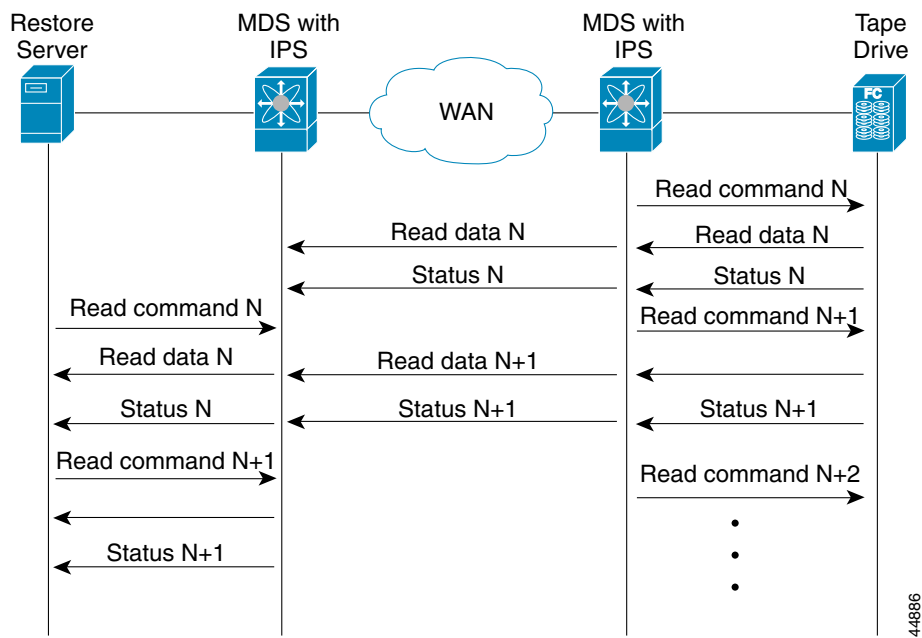 Restore
Server
MDS with
IPS
MDS with
IPS
Tape
Drive
WAN
FC
Read command N
Read data N
Read data N
Status N
Status N
Read command N
Read command N+1
Read data N
Read data N+1
Status N
Status N+1
Status N+1
Read command N+1
Read command N+2
Status N+1
44886